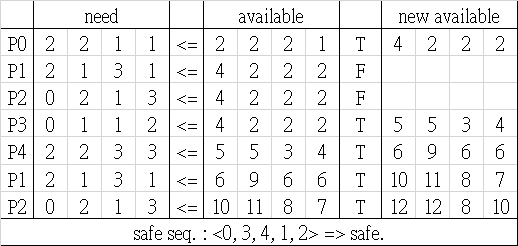 need available new available
P0 2 2 1 1 <= 2 2 2 1 T 4 2 2 2
P1 2 1 3 1 <= 4 2 2 2 F
P2 0 2 1 3 <= 4 2 2 2 F
P3 0 1 1 2 <= 4 2 2 2 T 5 5 3 4
P4 2 2 3 3 <= 5 5 3 4 T 6 9 6 6
P1 2 1 3 1 <= 6 9 6 6 T 10 11 8 7
P2 0 2 1 3 <= 10 11 8 7 T 12 12 8 10
safe seq. : <0, 3, 4, 1, 2> => safe.